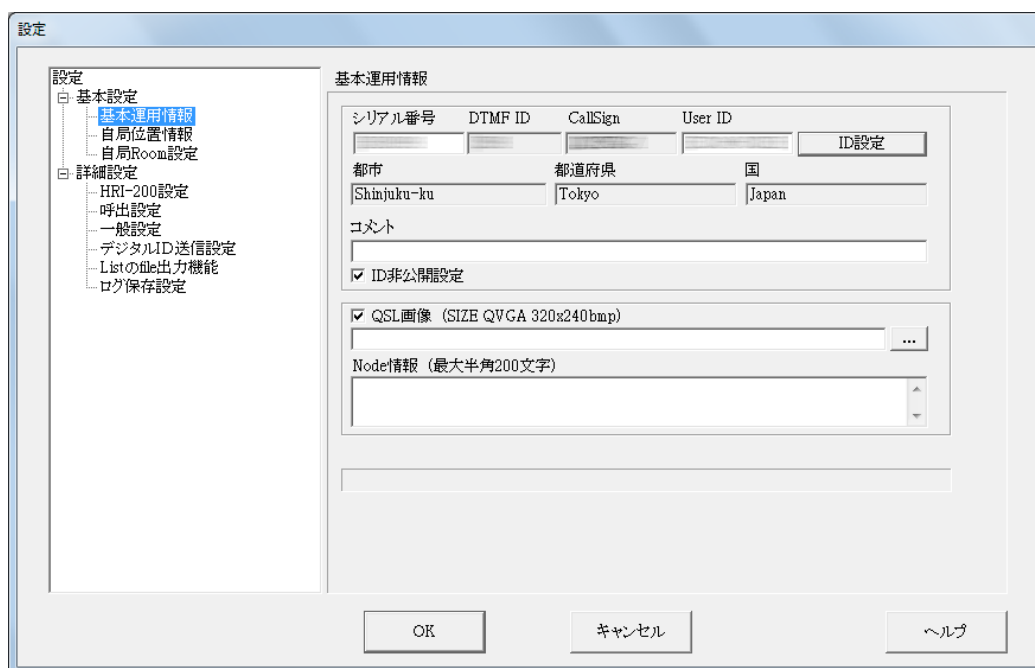 設定
設定
基本設定
基本運用情報
自局位置情報
自局Room設定
詳細設定
HRI-200設定
呼出設定
一般設定
デジタルID送信設定
Listのfile出力機能
ログ保存設定
基本運用情報
シリアル番号 DTMF ID CallSign User ID
ID設定
都市 都道府県 国
Shinjuku-ku Tokyo Japan
コメント
ID非公開設定
QSL画像 (SIZE QVGA 320x240bmp)
...
Node情報 (最大半角200文字)
OK キャンセル ヘルプ